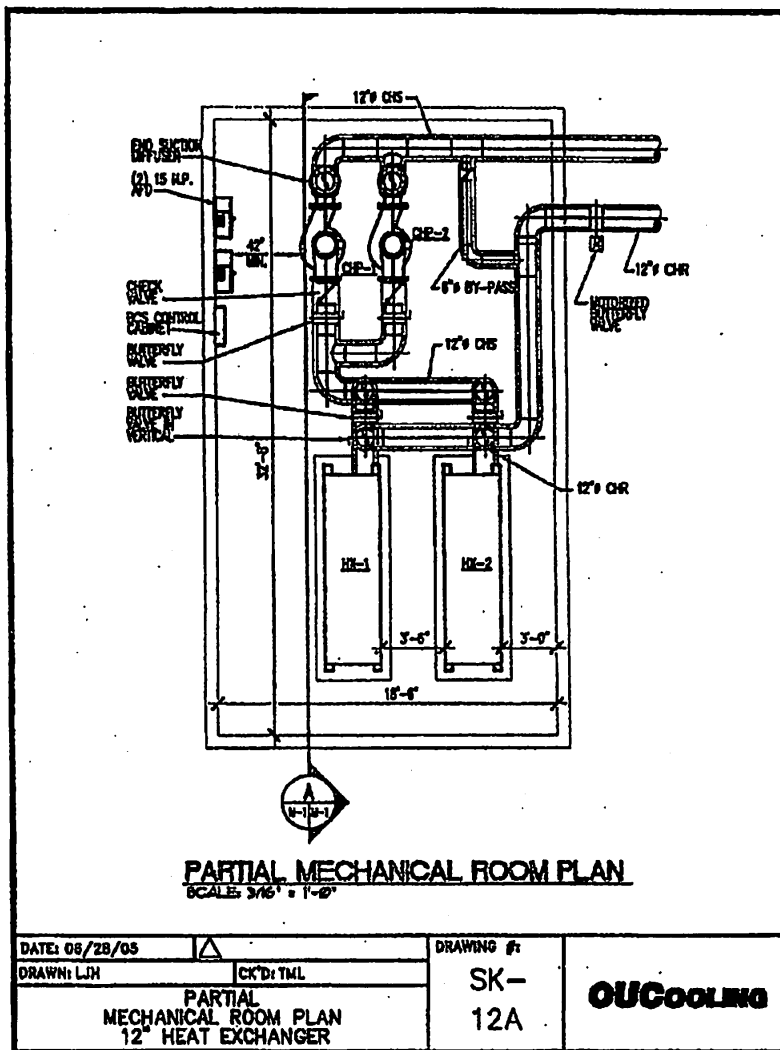 12"ø CHS
END SUCTION
DIFFUSER
(2) 15 H.P.
AFD
42"
MIN.
CHP-1
CHP-2
6"ø BY-PASS
12"ø CHR
MOTORIZED
BUTTERFLY
VALVE
CHECK
VALVE
BCS CONTROL
CABINET
BUTTERFLY
VALVE
BUTTERFLY
VALVE
BUTTERFLY
VALVE IN
VERTICAL
12"ø CHS
12"ø CHR
HX-1
HX-2
3'-6"
3'-0"
18'-6"
A
M-1 M-1
PARTIAL MECHANICAL ROOM PLAN
SCALE: 3/16" = 1'-0"
DATE: 06/28/05
DRAWN: LJH
CK'D: TML
PARTIAL
MECHANICAL ROOM PLAN
12" HEAT EXCHANGER
DRAWING #:
SK-
12A
OUCooling